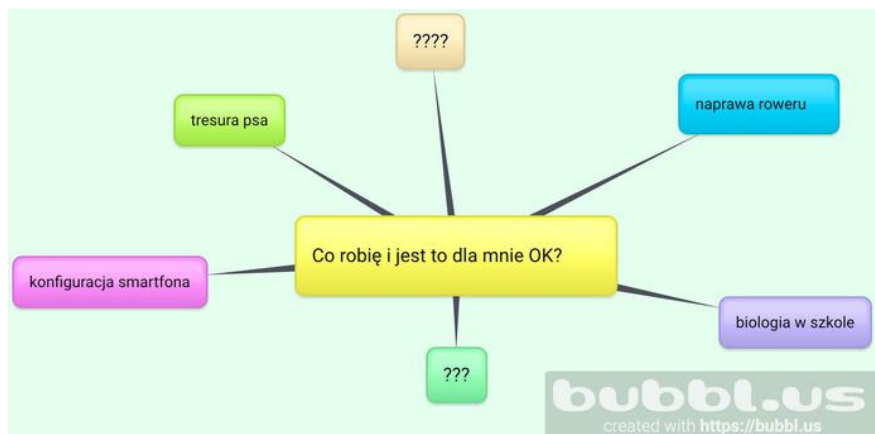 ????
tresura psa
naprawa roweru
Co robię i jest to dla mnie OK?
konfiguracja smartfona
biologia w szkole
???
bubbl.us
created with https://bubbl.us